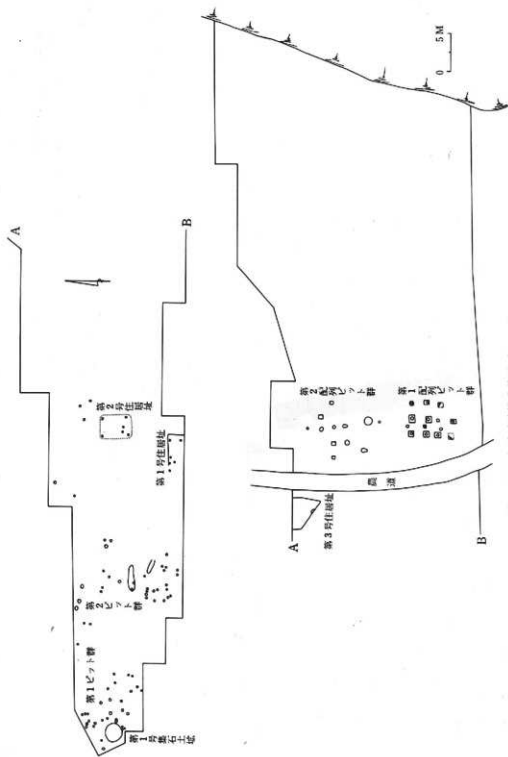 A
B
第2号住居址
第1号住居址
第2ピット群
第1ピット群
第1号集石土址
0 5M
第2配列ピット群
第1配列ピット群
農道
第3号住居址
A
B